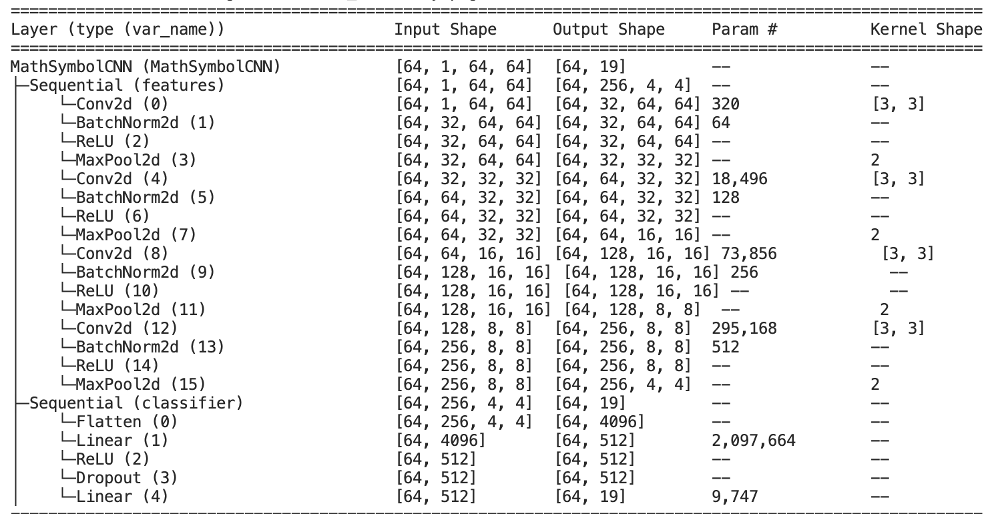 ==========================================================================================
Layer (type (var_name))                  Input Shape      Output Shape     Param #          Kernel Shape
==========================================================================================
MathSymbolCNN (MathSymbolCNN)            [64, 1, 64, 64]  [64, 19]         --               --
├─Sequential (features)                  [64, 1, 64, 64]  [64, 256, 4, 4]  --               --
│    └─Conv2d (0)                        [64, 1, 64, 64]  [64, 32, 64, 64] 320              [3, 3]
│    └─BatchNorm2d (1)                   [64, 32, 64, 64] [64, 32, 64, 64] 64               --
│    └─ReLU (2)                          [64, 32, 64, 64] [64, 32, 64, 64] --               --
│    └─MaxPool2d (3)                     [64, 32, 64, 64] [64, 32, 32, 32] --               2
│    └─Conv2d (4)                        [64, 32, 32, 32] [64, 64, 32, 32] 18,496           [3, 3]
│    └─BatchNorm2d (5)                   [64, 64, 32, 32] [64, 64, 32, 32] 128              --
│    └─ReLU (6)                          [64, 64, 32, 32] [64, 64, 32, 32] --               --
│    └─MaxPool2d (7)                     [64, 64, 32, 32] [64, 64, 16, 16] --               2
│    └─Conv2d (8)                        [64, 64, 16, 16] [64, 128, 16, 16] 73,856           [3, 3]
│    └─BatchNorm2d (9)                   [64, 128, 16, 16] [64, 128, 16, 16] 256              --
│    └─ReLU (10)                         [64, 128, 16, 16] [64, 128, 16, 16] --               --
│    └─MaxPool2d (11)                    [64, 128, 16, 16] [64, 128, 8, 8]  --               2
│    └─Conv2d (12)                       [64, 128, 8, 8]  [64, 256, 8, 8]  295,168          [3, 3]
│    └─BatchNorm2d (13)                  [64, 256, 8, 8]  [64, 256, 8, 8]  512              --
│    └─ReLU (14)                         [64, 256, 8, 8]  [64, 256, 8, 8]  --               --
│    └─MaxPool2d (15)                    [64, 256, 8, 8]  [64, 256, 4, 4]  --               2
├─Sequential (classifier)                [64, 256, 4, 4]  [64, 19]         --               --
│    └─Flatten (0)                       [64, 256, 4, 4]  [64, 4096]       --               --
│    └─Linear (1)                        [64, 4096]       [64, 512]        2,097,664        --
│    └─ReLU (2)                          [64, 512]        [64, 512]        --               --
│    └─Dropout (3)                       [64, 512]        [64, 512]        --               --
│    └─Linear (4)                        [64, 512]        [64, 19]         9,747            --